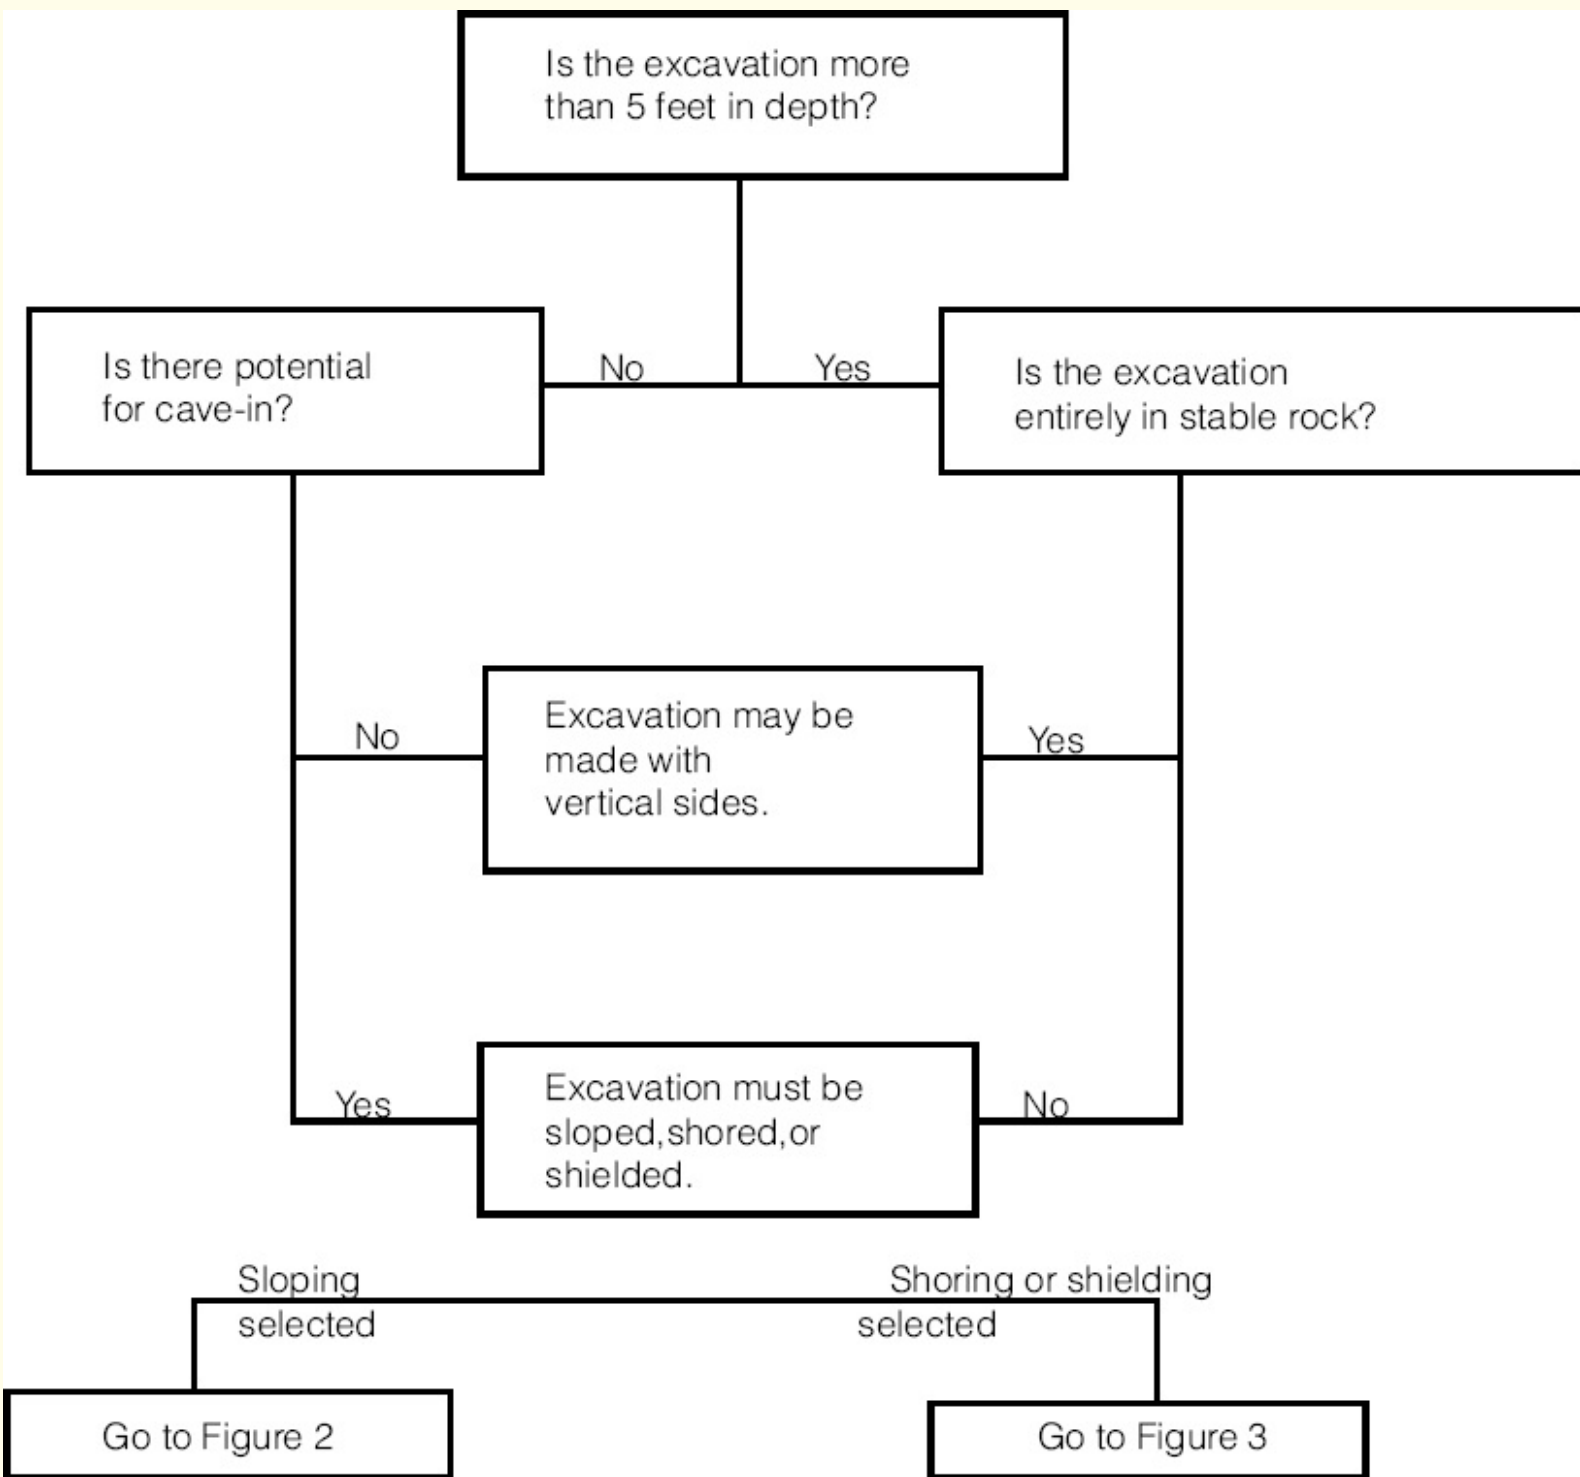 Is the excavation more
than 5 feet in depth?
Is there potential
for cave-in?
No
Yes
Is the excavation
entirely in stable rock?
No
Excavation may be
made with
vertical sides.
Yes
Yes
Excavation must be
sloped,shored,or
shielded.
No
Sloping
selected
Shoring or shielding
selected
Go to Figure 2
Go to Figure 3